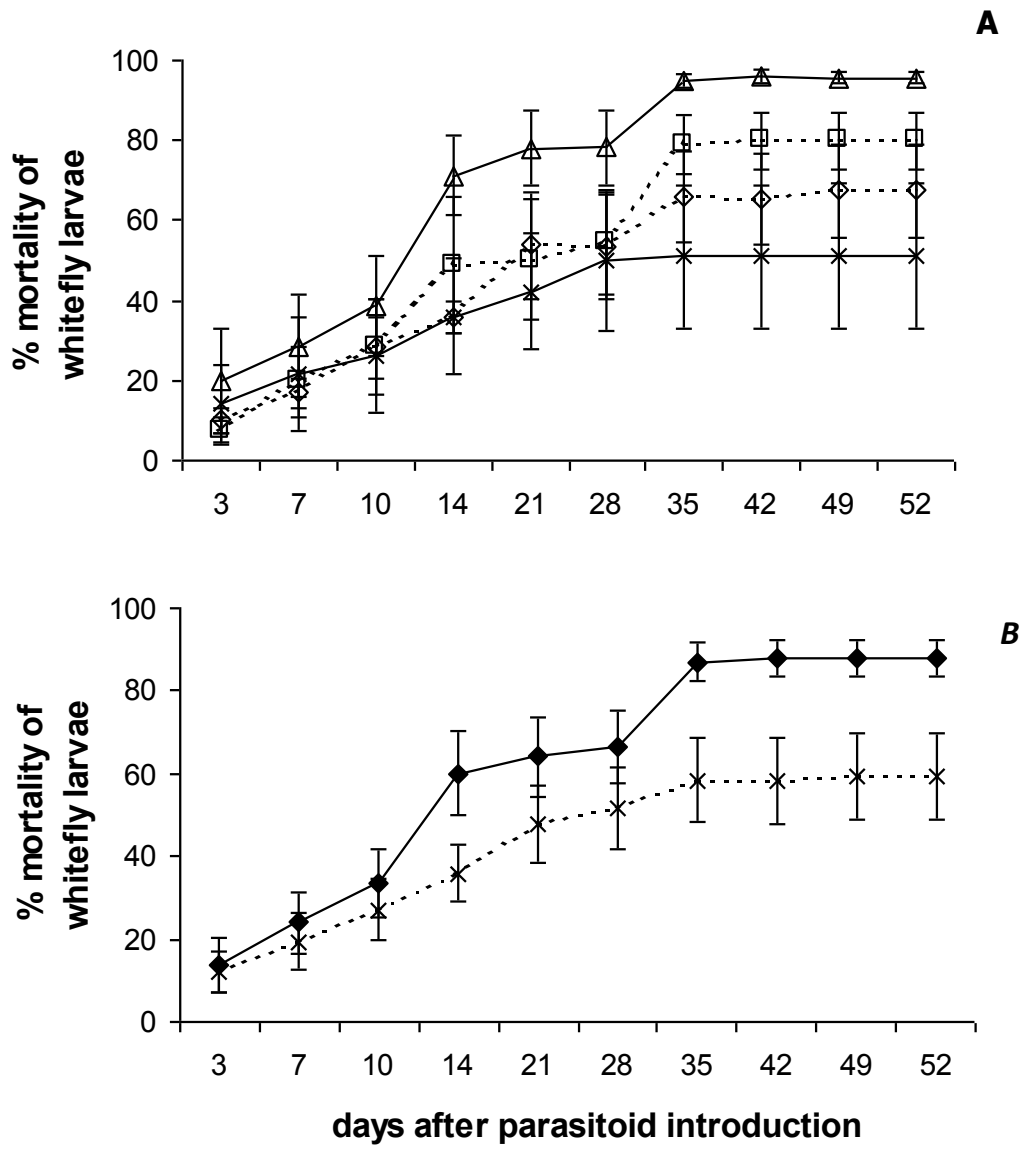 A
% mortality of
whitefly larvae
100
80
60
40
20
0
3 7 10 14 21 28 35 42 49 52
B
% mortality of
whitefly larvae
100
80
60
40
20
0
3 7 10 14 21 28 35 42 49 52
days after parasitoid introduction